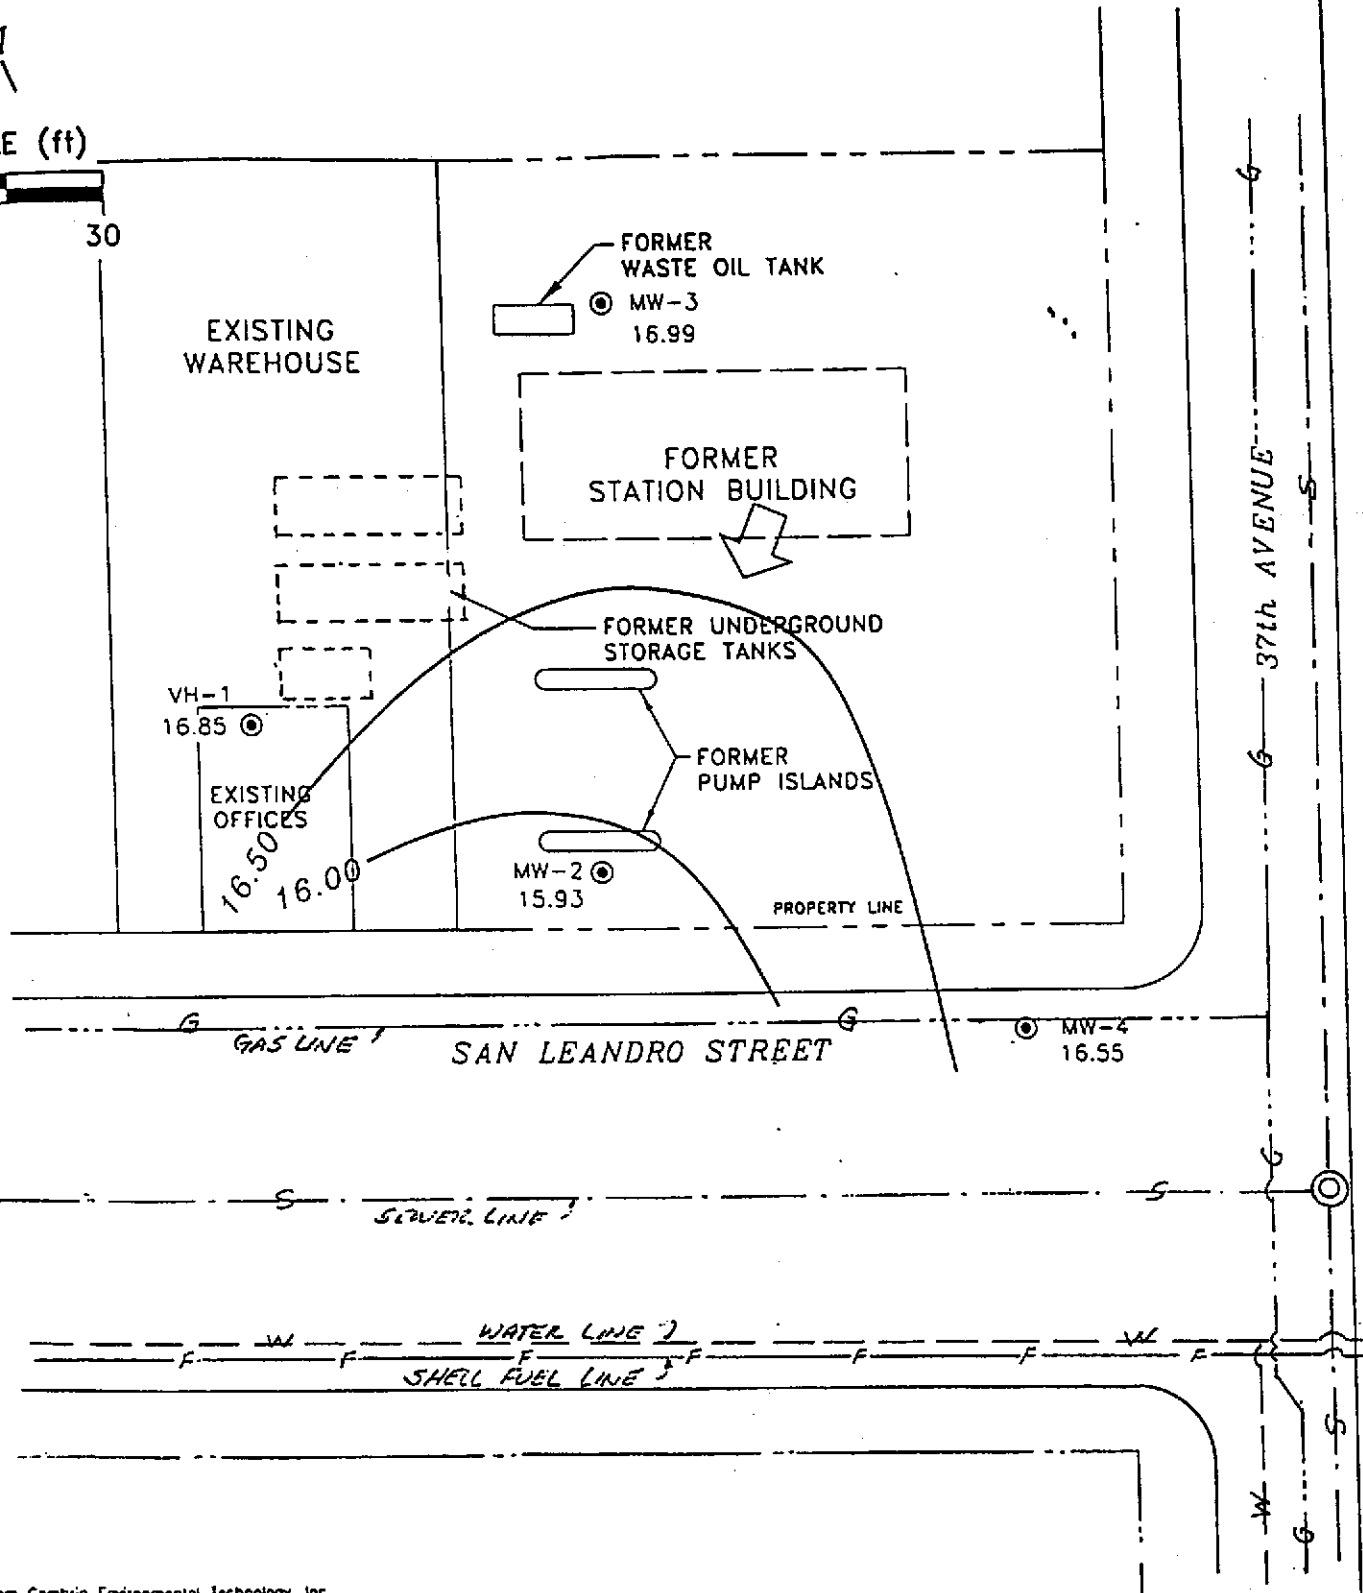 E (ft)
30
FORMER
WASTE OIL TANK
MW-3
16.99
EXISTING
WAREHOUSE
FORMER
STATION BUILDING
FORMER UNDERGROUND
STORAGE TANKS
VH-1
16.85
FORMER
PUMP ISLANDS
EXISTING
OFFICES
16.50
16.00
MW-2
15.93
PROPERTY LINE
37th AVENUE
G
G
G
G
S
S
G
G
GAS LINE
SAN LEANDRO STREET
MW-4
16.55
S
S
SEWER LINE
WATER LINE
W
W
W
F
F
F
F
F
F
F
SHELL FUEL LINE